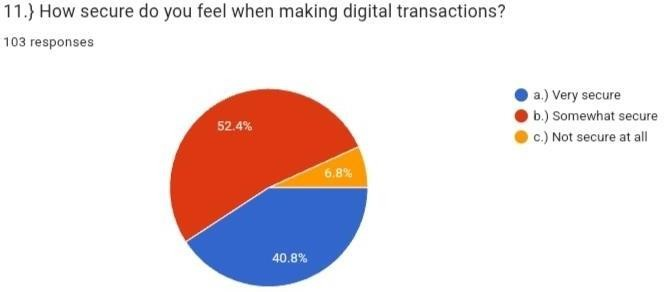 11.} How secure do you feel when making digital transactions?
103 responses
a.) Very secure
b.) Somewhat secure
c.) Not secure at all
52.4%
6.8%
40.8%